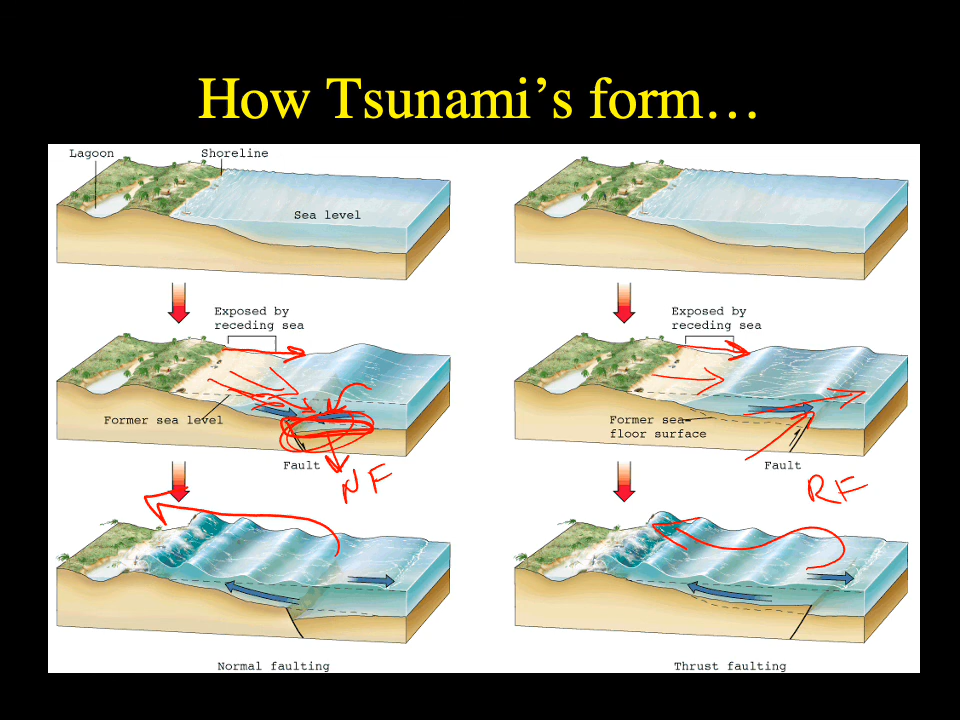 How Tsunami's form…
Lagoon
Shoreline
Sea level
Exposed by
receding sea
Exposed by
receding sea
Former sea level
Former sea-
floor surface
Fault
Fault
NF
RF
Normal faulting
Thrust faulting